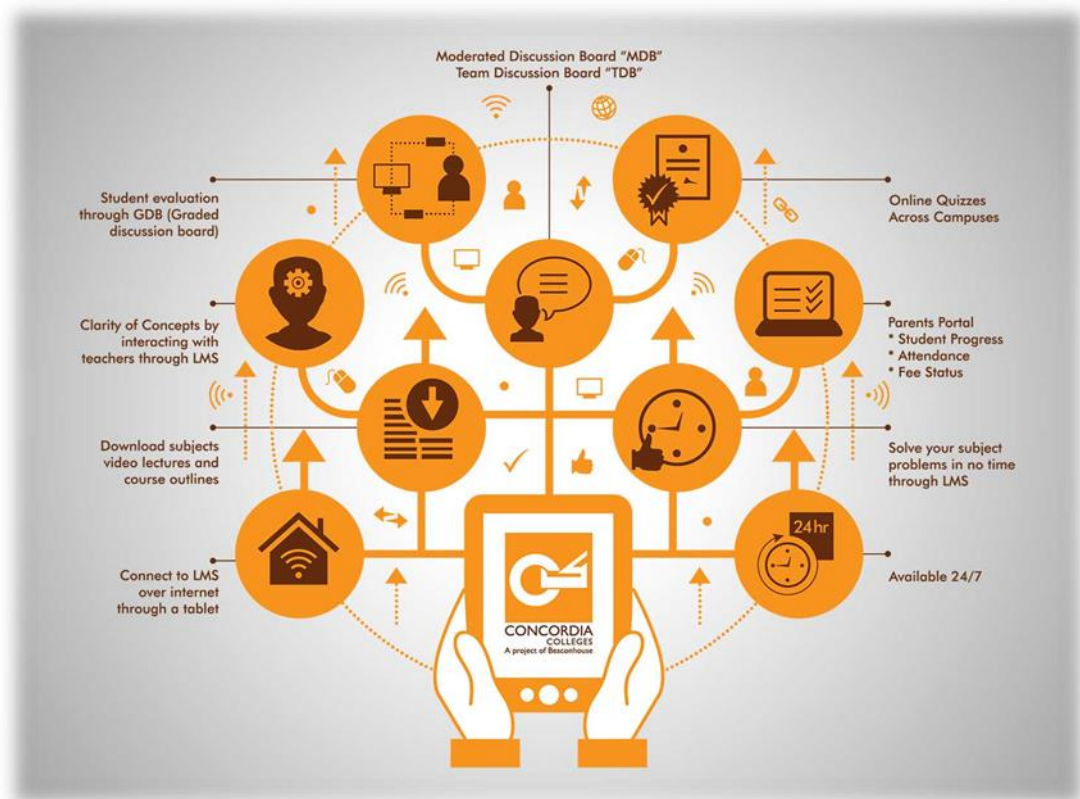 Moderated Discussion Board “MDB”
Team Discussion Board “TDB”
Student evaluation
through GDB (Graded
discussion board)
Online Quizzes
Across Campuses
Clarity of Concepts by
interacting with
teachers through LMS
Parents Portal
* Student Progress
* Attendance
* Fee Status
Download subjects
video lectures and
course outlines
Solve your subject
problems in no time
through LMS
24hr
Connect to LMS
over internet
through a tablet
Available 24/7
CONCORDIA
COLLEGES
A project of Beaconhouse